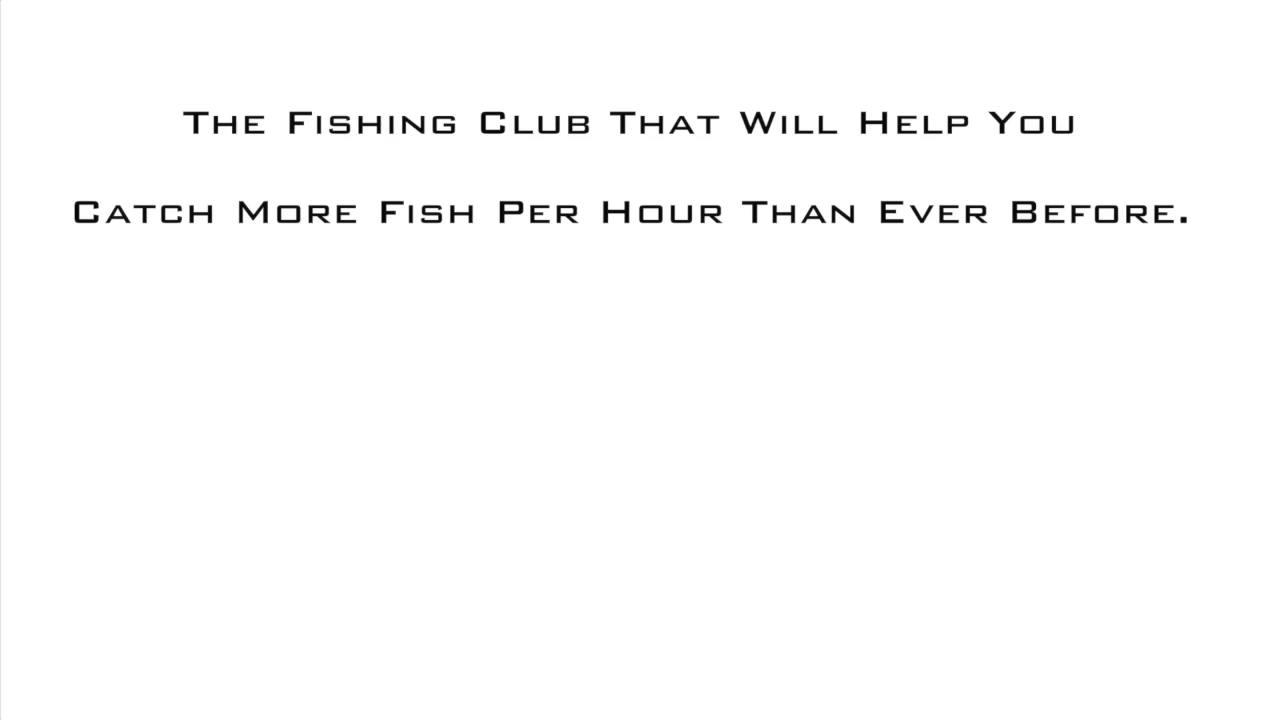 The Fishing Club That Will Help You
Catch More Fish Per Hour Than Ever Before.